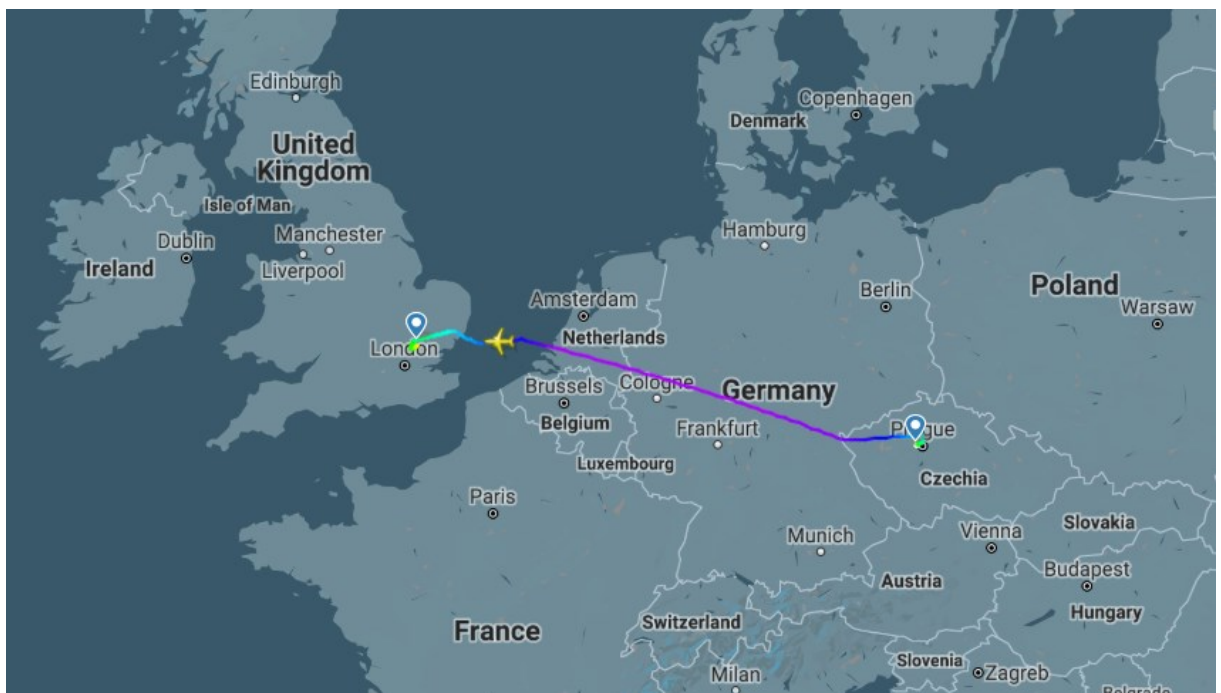 Edinburgh
Copenhagen
Denmark
United
Kingdom
Isle of Man
Dublin
Manchester
Hamburg
Ireland
Liverpool
Poland
Berlin
Amsterdam
Warsaw
Netherlands
London
Brussels
Cologne
Germany
Belgium
Frankfurt
Prague
Luxembourg
Czechia
Paris
Slovakia
Vienna
Munich
Budapest
Austria
Hungary
Switzerland
France
Slovenia
Zagreb
Milan
Belgrade